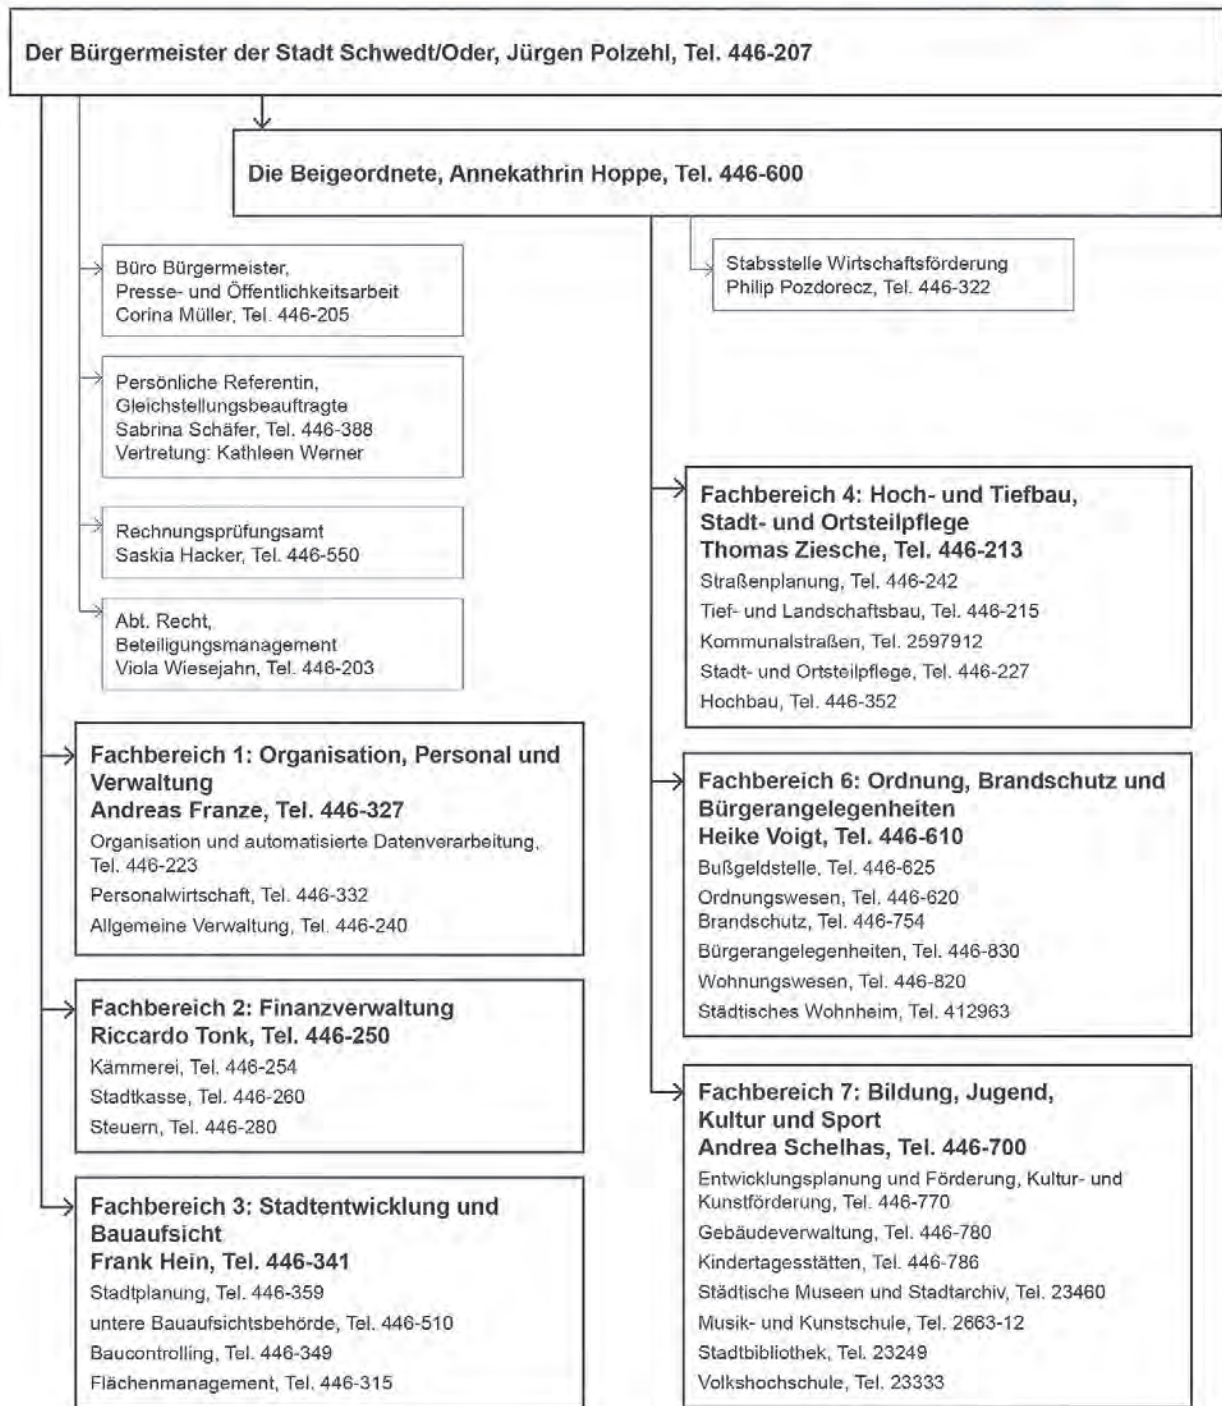 Der Bürgermeister der Stadt Schwedt/Oder, Jürgen Polzehl, Tel. 446-207
Die Beigeordnete, Annekathrin Hoppe, Tel. 446-600
Büro Bürgermeister,
Presse- und Öffentlichkeitsarbeit
Corina Müller, Tel. 446-205
Persönliche Referentin,
Gleichstellungsbeauftragte
Sabrina Schäfer, Tel. 446-388
Vertretung: Kathleen Werner
Rechnungsprüfungsamt
Saskia Hacker, Tel. 446-550
Abt. Recht,
Beteiligungsmanagement
Viola Wiesejahn, Tel. 446-203
Fachbereich 1: Organisation, Personal und
Verwaltung
Andreas Franze, Tel. 446-327
Organisation und automatisierte Datenverarbeitung,
Tel. 446-223
Personalwirtschaft, Tel. 446-332
Allgemeine Verwaltung, Tel. 446-240
Fachbereich 2: Finanzverwaltung
Riccardo Tonk, Tel. 446-250
Kämmerei, Tel. 446-254
Stadtkasse, Tel. 446-260
Steuern, Tel. 446-280
Fachbereich 3: Stadtentwicklung und
Bauaufsicht
Frank Hein, Tel. 446-341
Stadtplanung, Tel. 446-359
untere Bauaufsichtsbehörde, Tel. 446-510
Baucontrolling, Tel. 446-349
Flächenmanagement, Tel. 446-315
Stabsstelle Wirtschaftsförderung
Philip Pozdorecz, Tel. 446-322
Fachbereich 4: Hoch- und Tiefbau,
Stadt- und Ortsteilpflege
Thomas Ziesche, Tel. 446-213
Straßenplanung, Tel. 446-242
Tief- und Landschaftsbau, Tel. 446-215
Kommunalstraßen, Tel. 2597912
Stadt- und Ortsteilpflege, Tel. 446-227
Hochbau, Tel. 446-352
Fachbereich 6: Ordnung, Brandschutz und
Bürgerangelegenheiten
Heike Voigt, Tel. 446-610
Bußgeldstelle, Tel. 446-625
Ordnungswesen, Tel. 446-620
Brandschutz, Tel. 446-754
Bürgerangelegenheiten, Tel. 446-830
Wohnungswesen, Tel. 446-820
Städtisches Wohnheim, Tel. 412963
Fachbereich 7: Bildung, Jugend,
Kultur und Sport
Andrea Schelhas, Tel. 446-700
Entwicklungsplanung und Förderung, Kultur- und
Kunstförderung, Tel. 446-770
Gebäudeverwaltung, Tel. 446-780
Kindertagesstätten, Tel. 446-786
Städtische Museen und Stadtarchiv, Tel. 23460
Musik- und Kunstschule, Tel. 2663-12
Stadtbibliothek, Tel. 23249
Volkshochschule, Tel. 23333